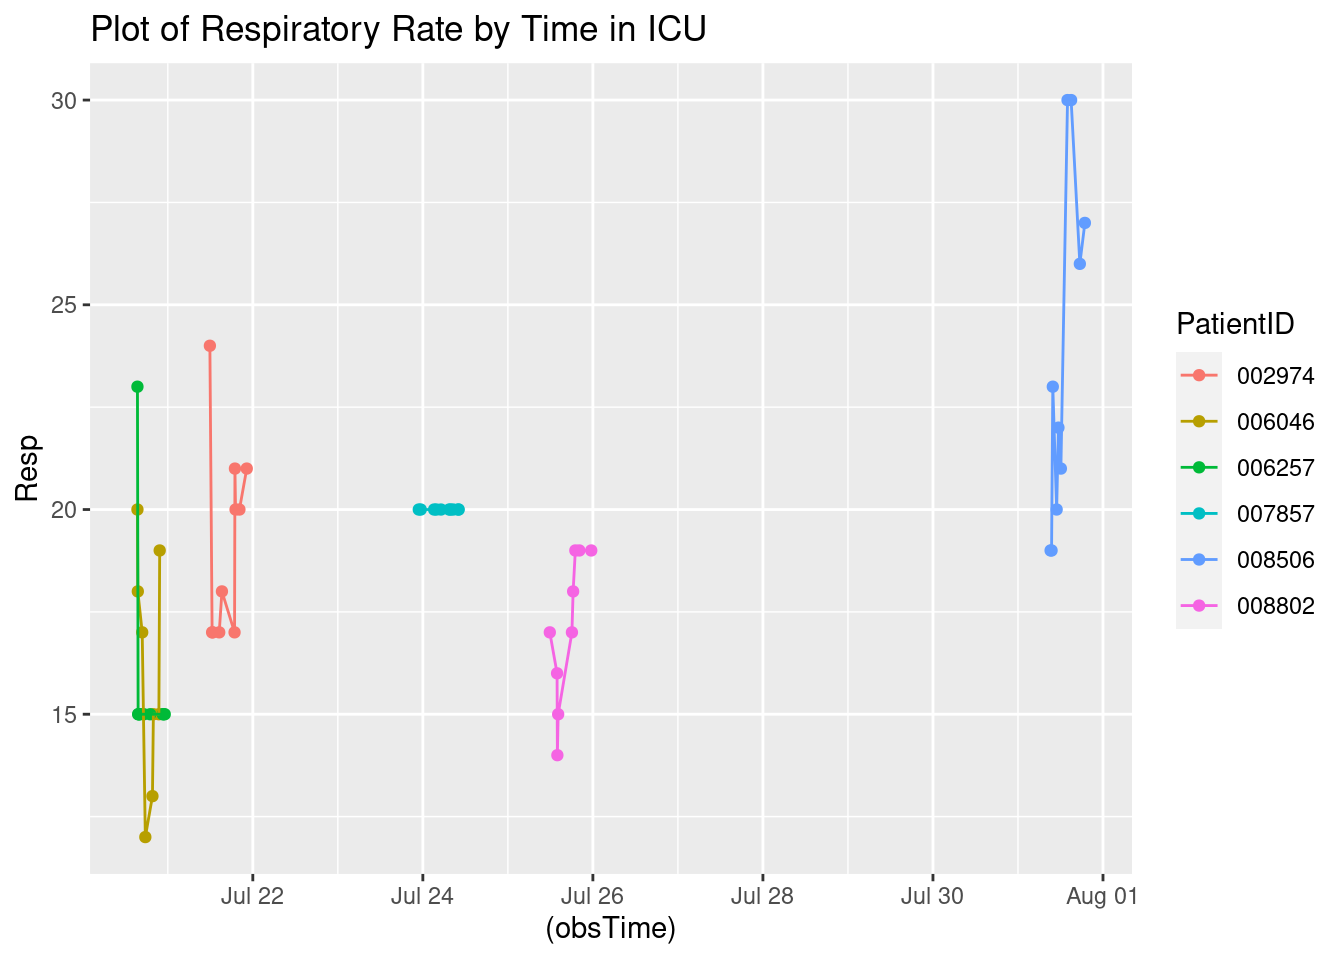 Plot of Respiratory Rate by Time in ICU
30
25
20
15
Resp
Jul 22 Jul 24 Jul 26 Jul 28 Jul 30 Aug 01
(obsTime)
PatientID
002974
006046
006257
007857
008506
008802